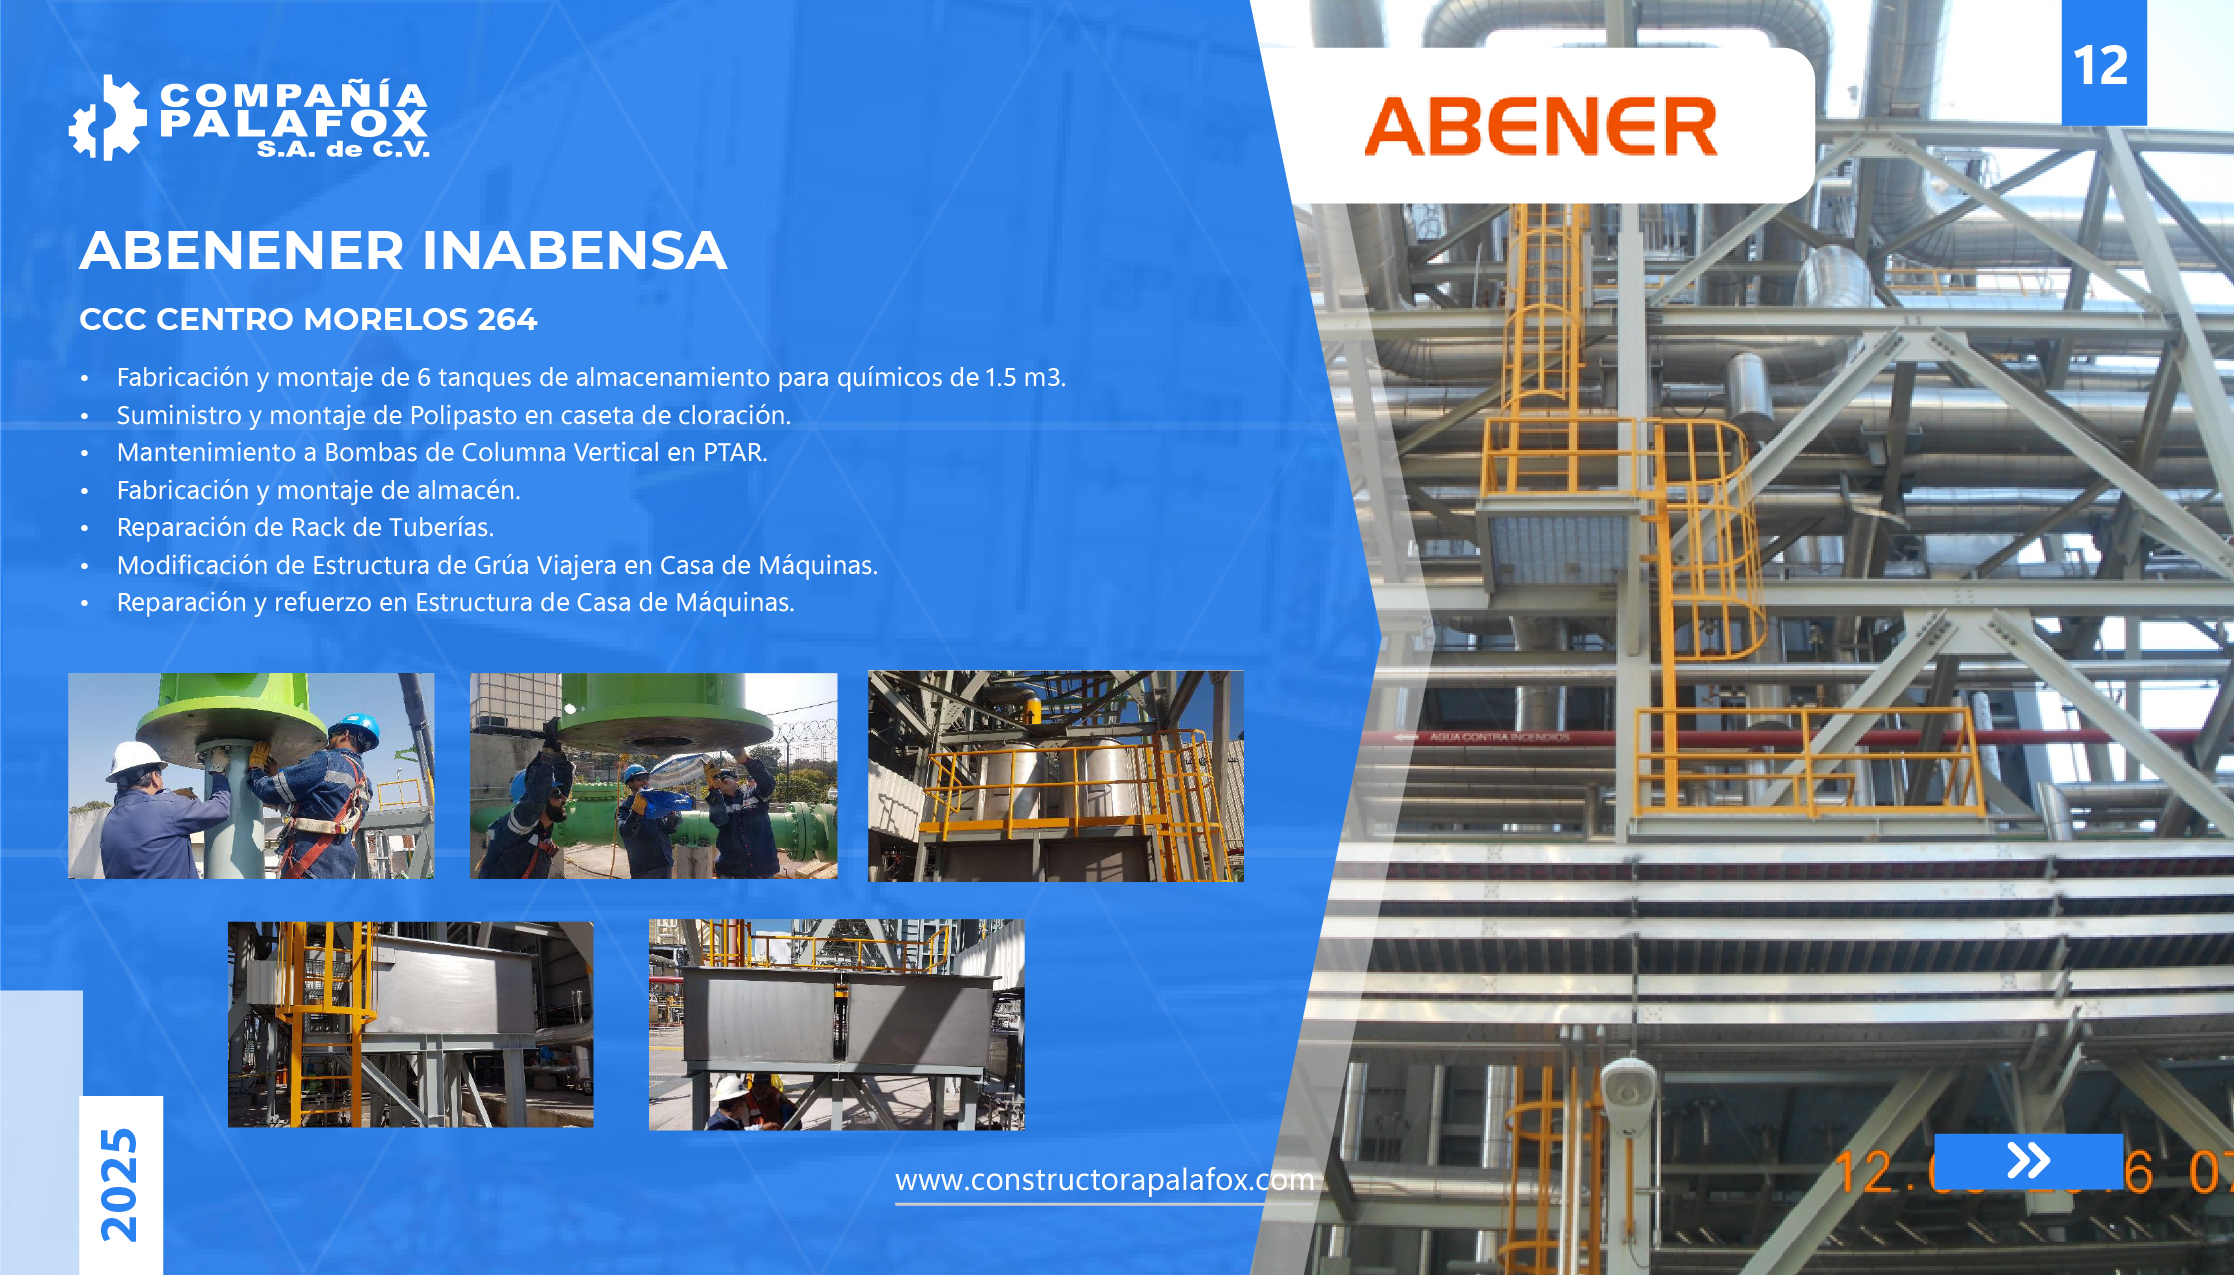 COMPAÑÍA
PALAFOX
S.A. de C.V.
ABENER
12
ABENENER INABENSA
CCC CENTRO MORELOS 264
• Fabricación y montaje de 6 tanques de almacenamiento para químicos de 1.5 m3.
• Suministro y montaje de Polipasto en caseta de cloración.
• Mantenimiento a Bombas de Columna Vertical en PTAR.
• Fabricación y montaje de almacén.
• Reparación de Rack de Tuberías.
• Modificación de Estructura de Grúa Viajera en Casa de Máquinas.
• Reparación y refuerzo en Estructura de Casa de Máquinas.
AGUA CONTRA INCENDIOS
2025
www.constructorapalafox.com